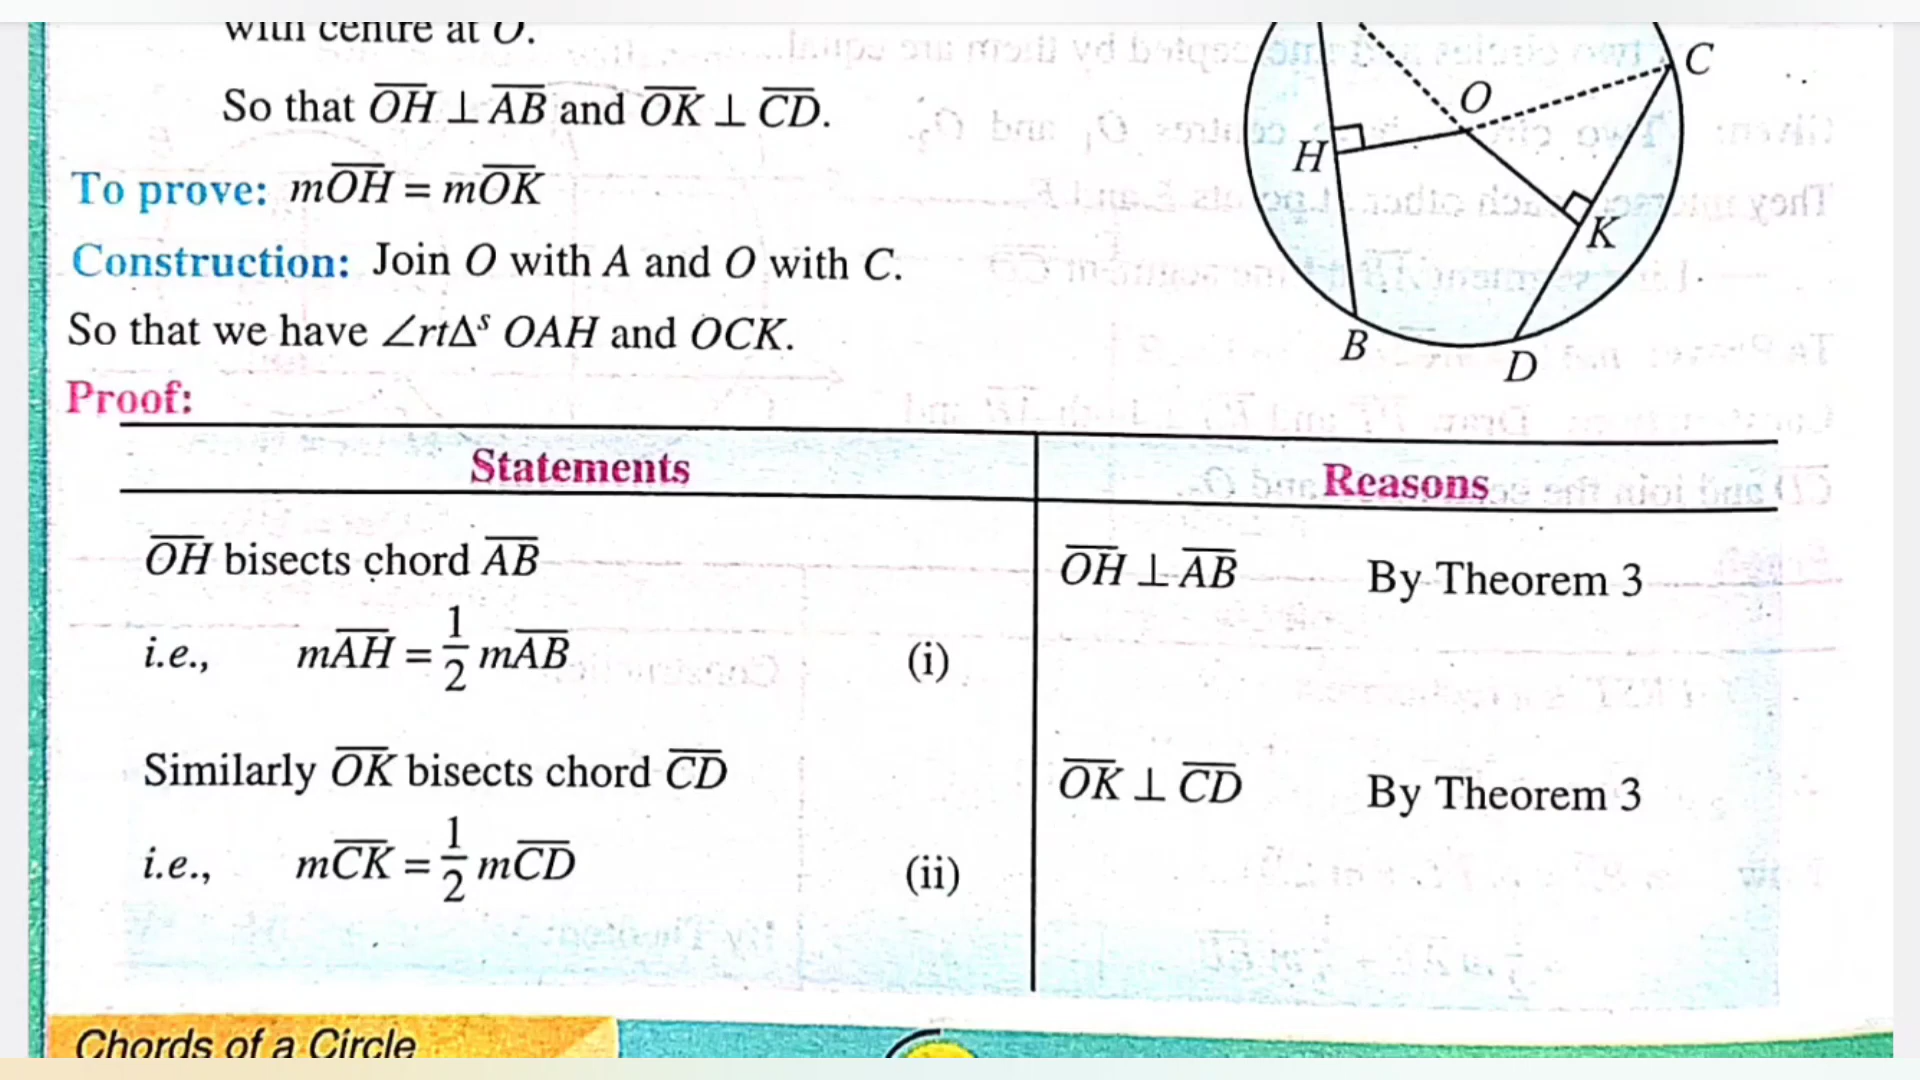 with centre at O.
So that OH ⊥ AB and OK ⊥ CD.
To prove: mOH = mOK
Construction: Join O with A and O with C.
So that we have ∠rtΔˢ OAH and OCK.
C
O
H
K
B
D
Proof:
Statements Reasons
OH bisects chord AB OH ⊥ AB By Theorem 3
i.e., mAH = 1/2 mAB (i)
Similarly OK bisects chord CD OK ⊥ CD By Theorem 3
i.e., mCK = 1/2 mCD (ii)
Chords of a Circle